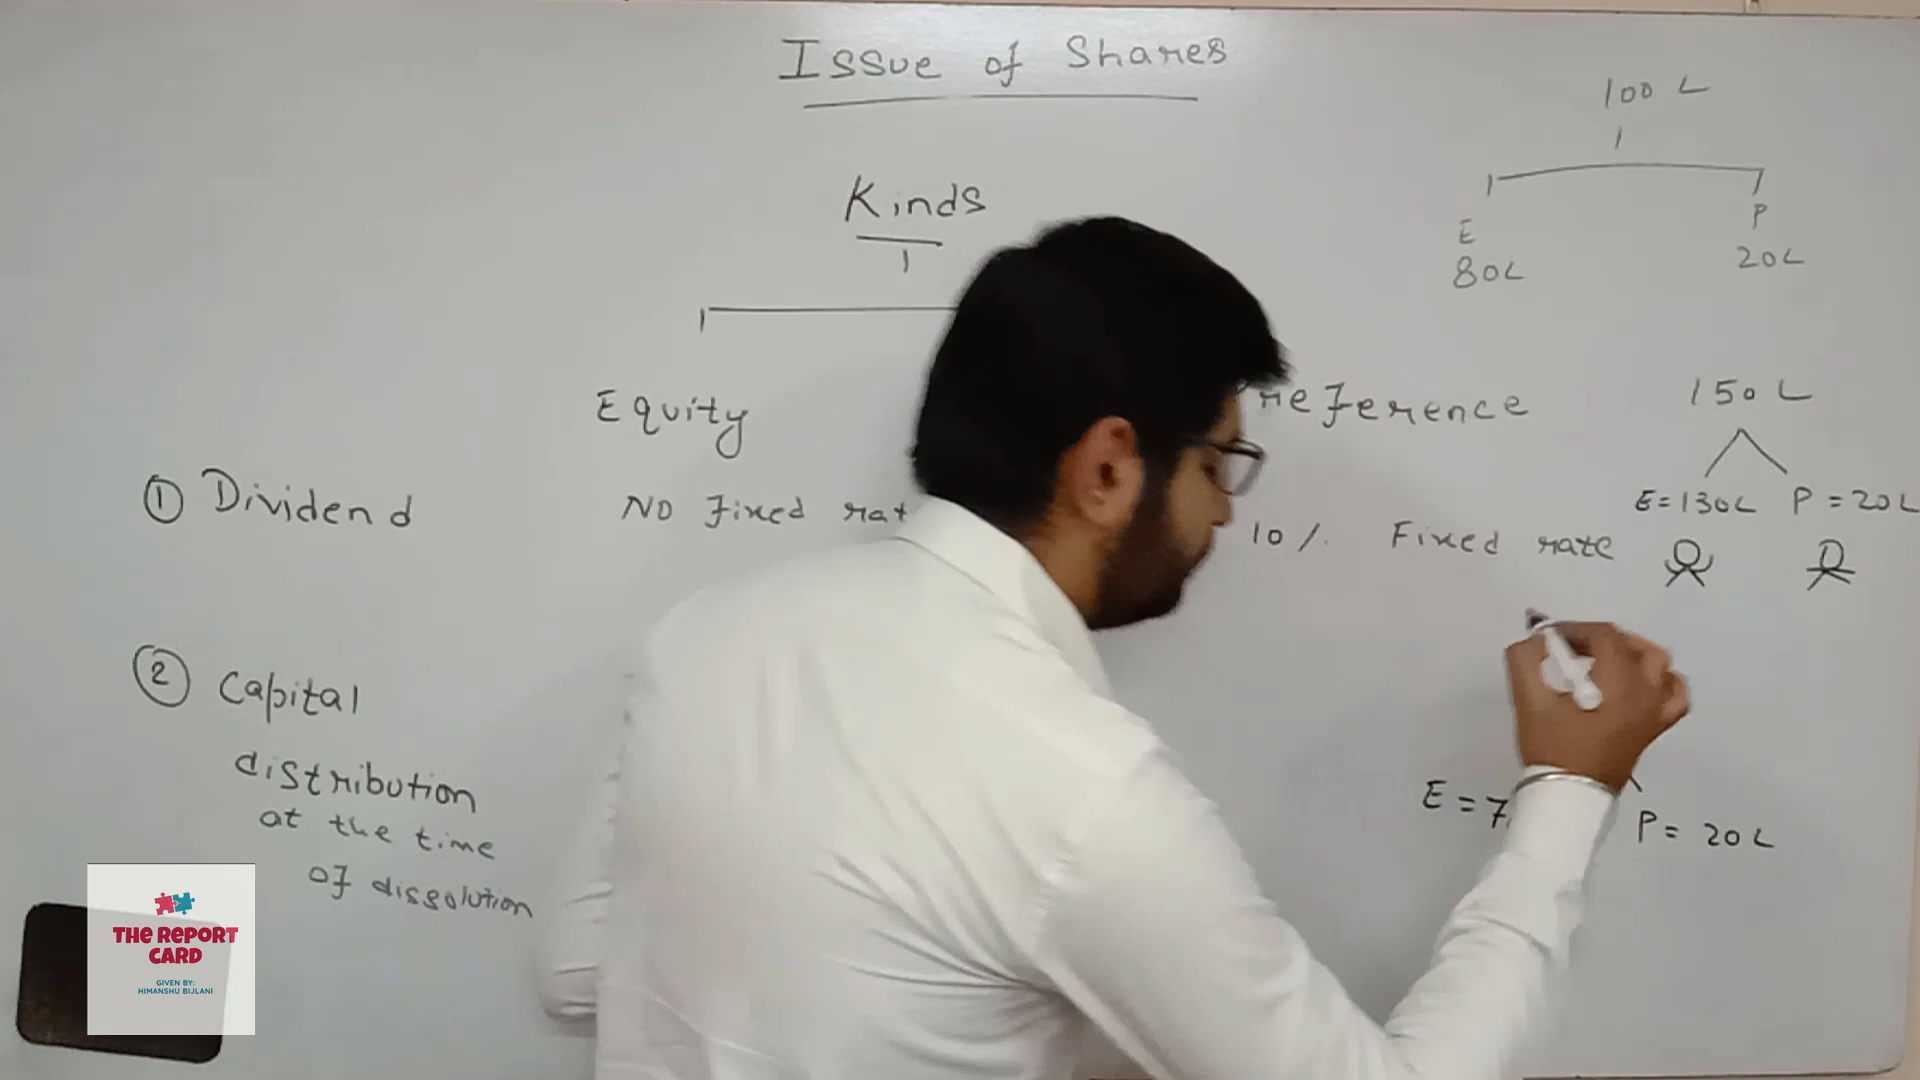 Issue of Shares
100 L
E
P
80L
20L
Kinds
Equity
reference
150 L
E=130L P=20L
① Dividend
No Fixed rat
10%. Fixed rate
② Capital
distribution
at the time
of dissolution
E=7
P= 20L
THE REPORT
CARD
GIVEN BY:
HIMANSHU BIJLANI